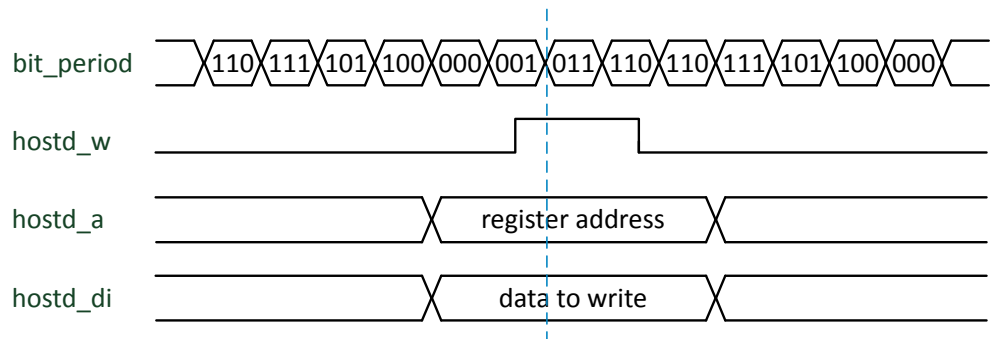 bit_period 110 111 101 100 000 001 011 110 110 111 101 100 000
hostd_w
hostd_a register address
hostd_di data to write